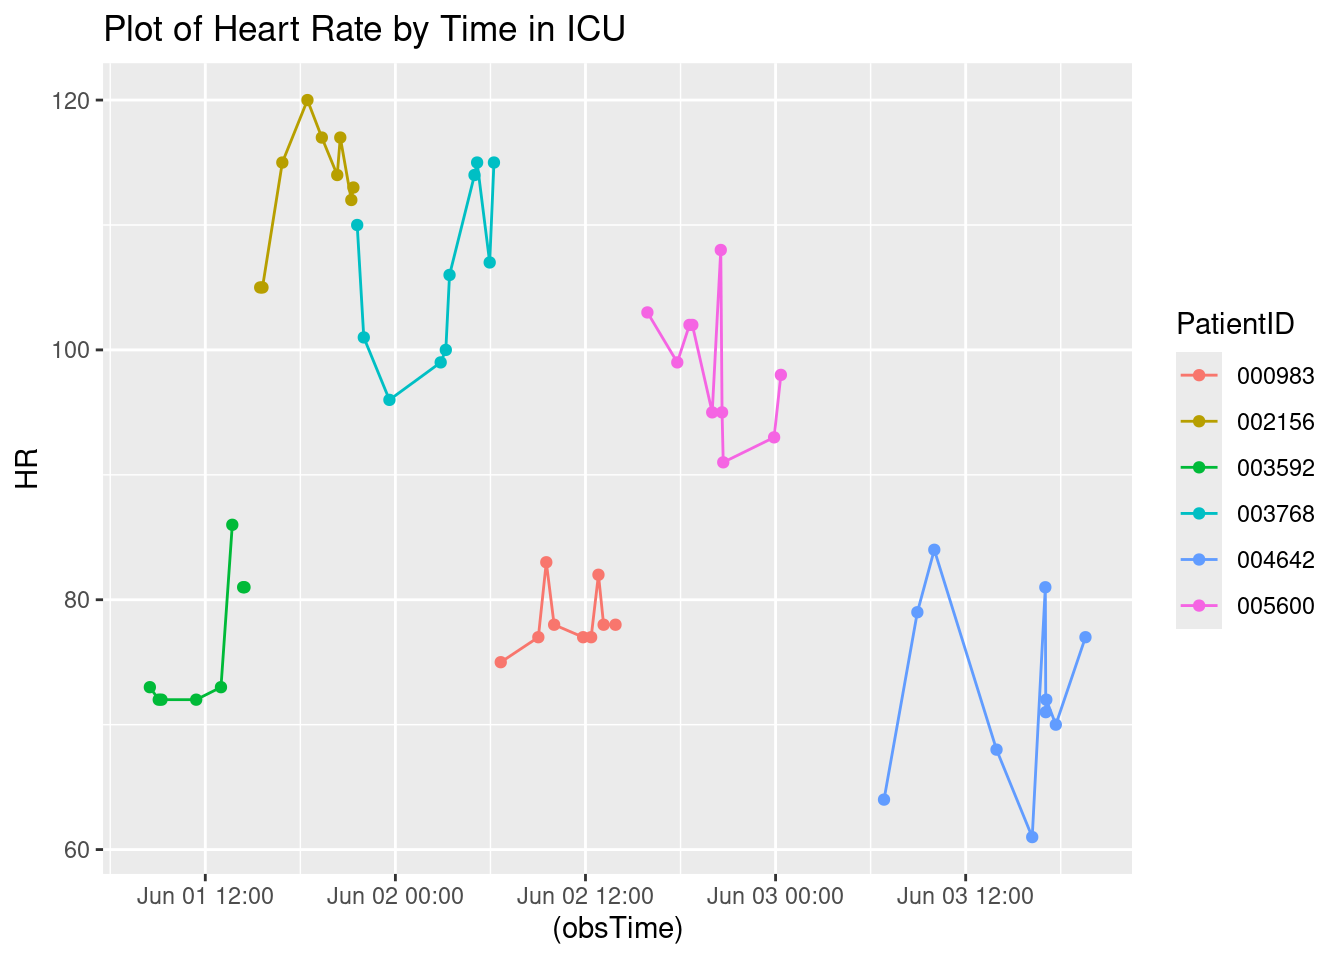 Plot of Heart Rate by Time in ICU
120
100
80
60
HR
Jun 01 12:00
Jun 02 00:00
Jun 02 12:00
Jun 03 00:00
Jun 03 12:00
(obsTime)
PatientID
000983
002156
003592
003768
004642
005600